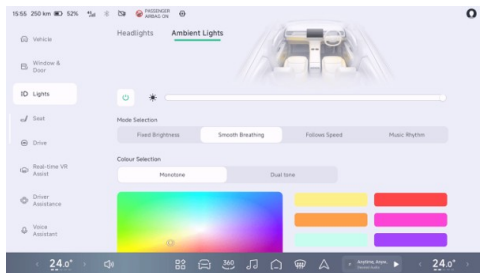 15:55 250 km 52%
PASSENGER
AIRBAG ON
Headlights Ambient Lights
Vehicle
Window &
Door
Lights
Seat
Drive
Real-time VR
Assist
Driver
Assistance
Voice
Assistant
Mode Selection
Fixed Brightness Smooth Breathing Follows Speed Music Rhythm
Colour Selection
Monotone Dual tone
24.0° 360 Anytime, Anyw.. 24.0°